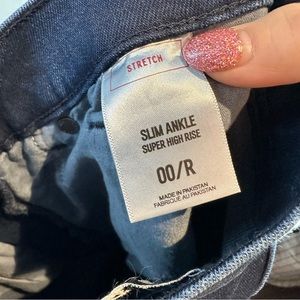 STRETCH
SLIM ANKLE
SUPER HIGH RISE
00/R
MADE IN PAKISTAN
FABRIQUÉ AU PAKISTAN